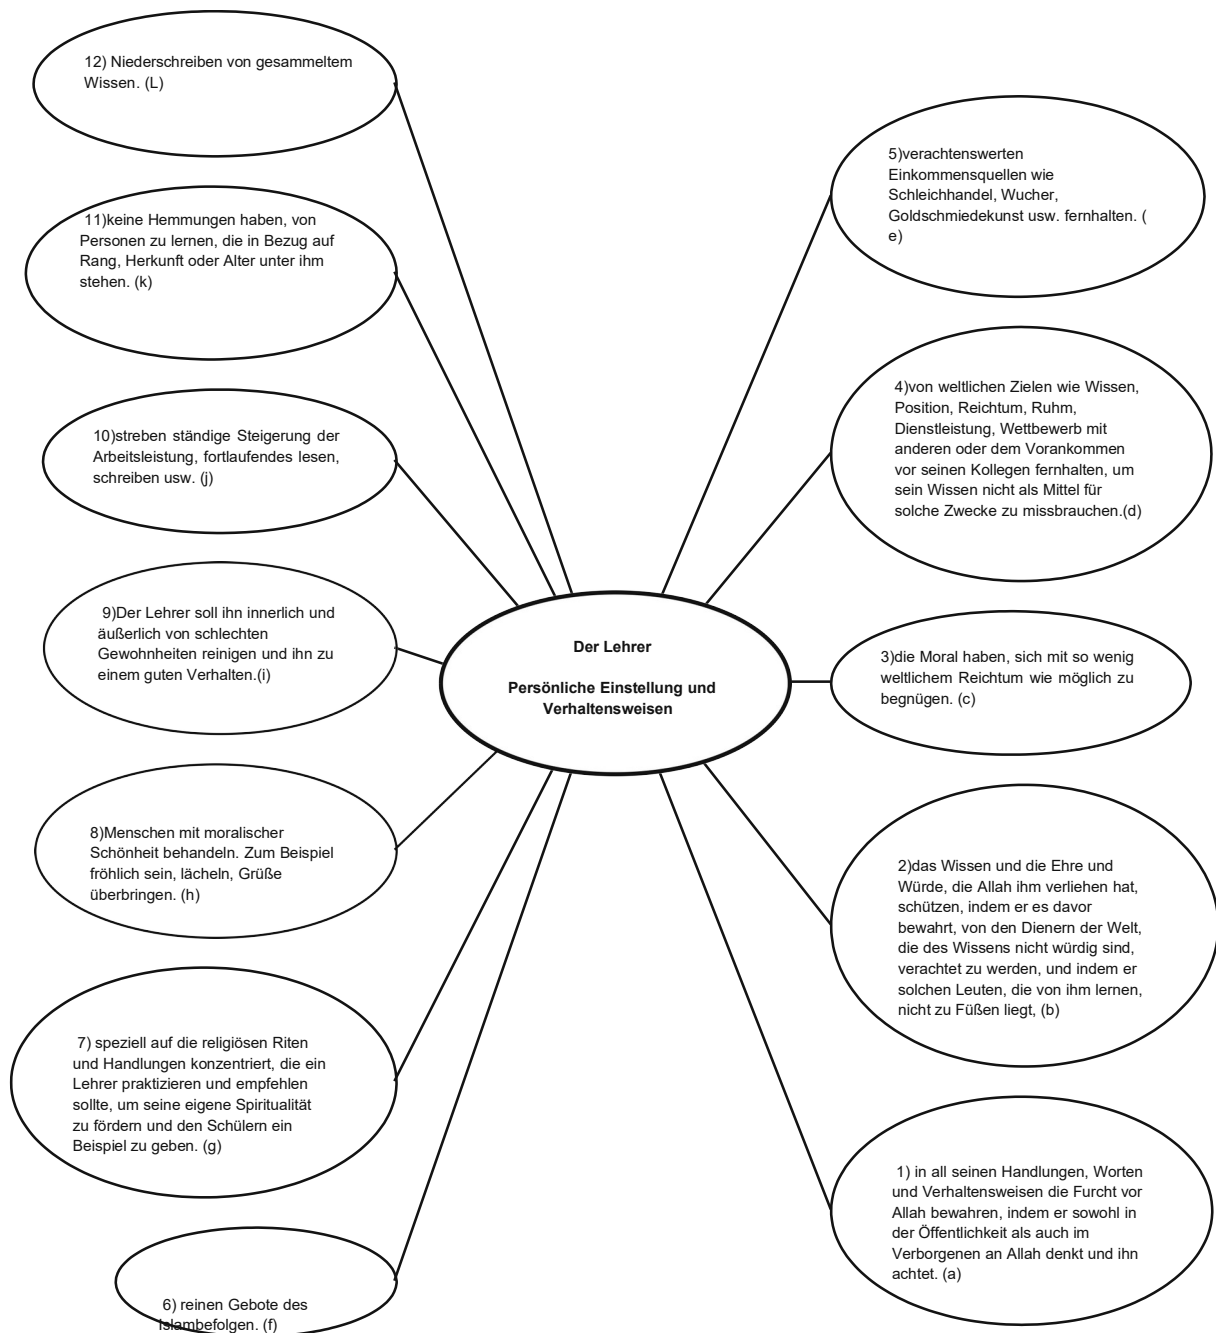 12) Niederschreiben von gesammeltem
Wissen. (L)
11)keine Hemmungen haben, von
Personen zu lernen, die in Bezug auf
Rang, Herkunft oder Alter unter ihm
stehen. (k)
10)streben ständige Steigerung der
Arbeitsleistung, fortlaufendes lesen,
schreiben usw. (j)
9)Der Lehrer soll ihn innerlich und
äußerlich von schlechten
Gewohnheiten reinigen und ihn zu
einem guten Verhalten.(i)
8)Menschen mit moralischer
Schönheit behandeln. Zum Beispiel
fröhlich sein, lächeln, Grüße
überbringen. (h)
7) speziell auf die religiösen Riten
und Handlungen konzentriert, die ein
Lehrer praktizieren und empfehlen
sollte, um seine eigene Spiritualität
zu fördern und den Schülern ein
Beispiel zu geben. (g)
6) reinen Gebote des
Islambefolgen. (f)
Der Lehrer
Persönliche Einstellung und
Verhaltensweisen
5)verachtenswerten
Einkommensquellen wie
Schleichhandel, Wucher,
Goldschmiedekunst usw. fernhalten. (
e)
4)von weltlichen Zielen wie Wissen,
Position, Reichtum, Ruhm,
Dienstleistung, Wettbewerb mit
anderen oder dem Vorankommen
vor seinen Kollegen fernhalten, um
sein Wissen nicht als Mittel für
solche Zwecke zu missbrauchen.(d)
3)die Moral haben, sich mit so wenig
weltlichem Reichtum wie möglich zu
begnügen. (c)
2)das Wissen und die Ehre und
Würde, die Allah ihm verliehen hat,
schützen, indem er es davor
bewahrt, von den Dienern der Welt,
die des Wissens nicht würdig sind,
verachtet zu werden, und indem er
solchen Leuten, die von ihm lernen,
nicht zu Füßen liegt, (b)
1) in all seinen Handlungen, Worten
und Verhaltensweisen die Furcht vor
Allah bewahren, indem er sowohl in
der Öffentlichkeit als auch im
Verborgenen an Allah denkt und ihn
achtet. (a)